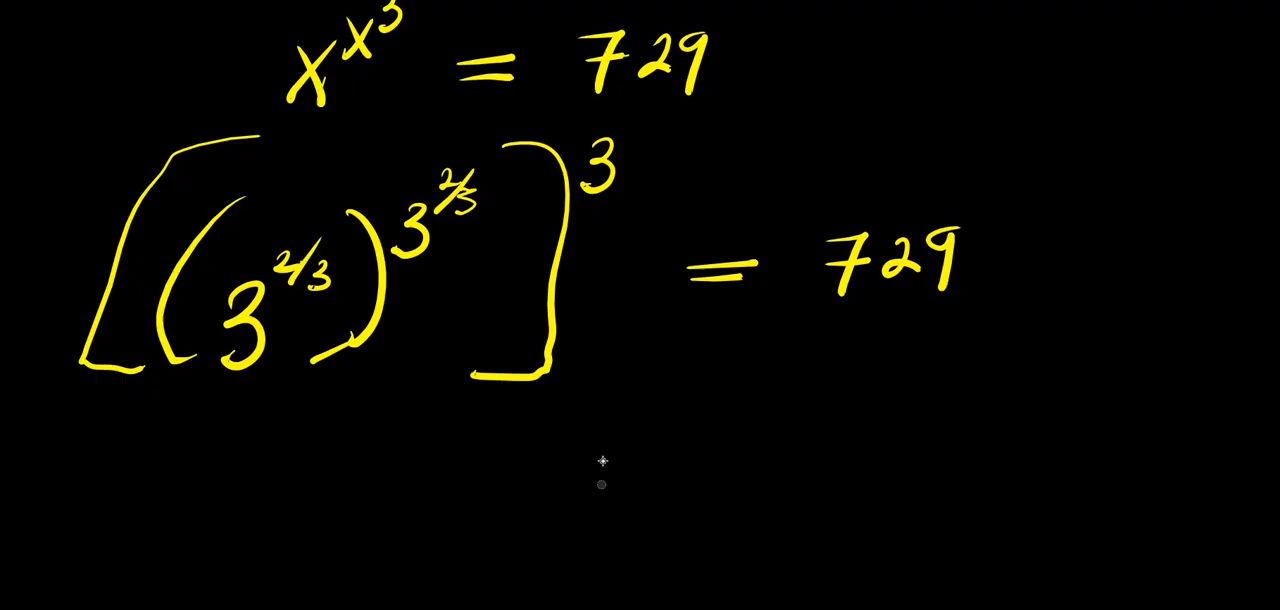 x^{x^3} = 729
[(3^{2/3})^{3^{2/3}}]^3 = 729